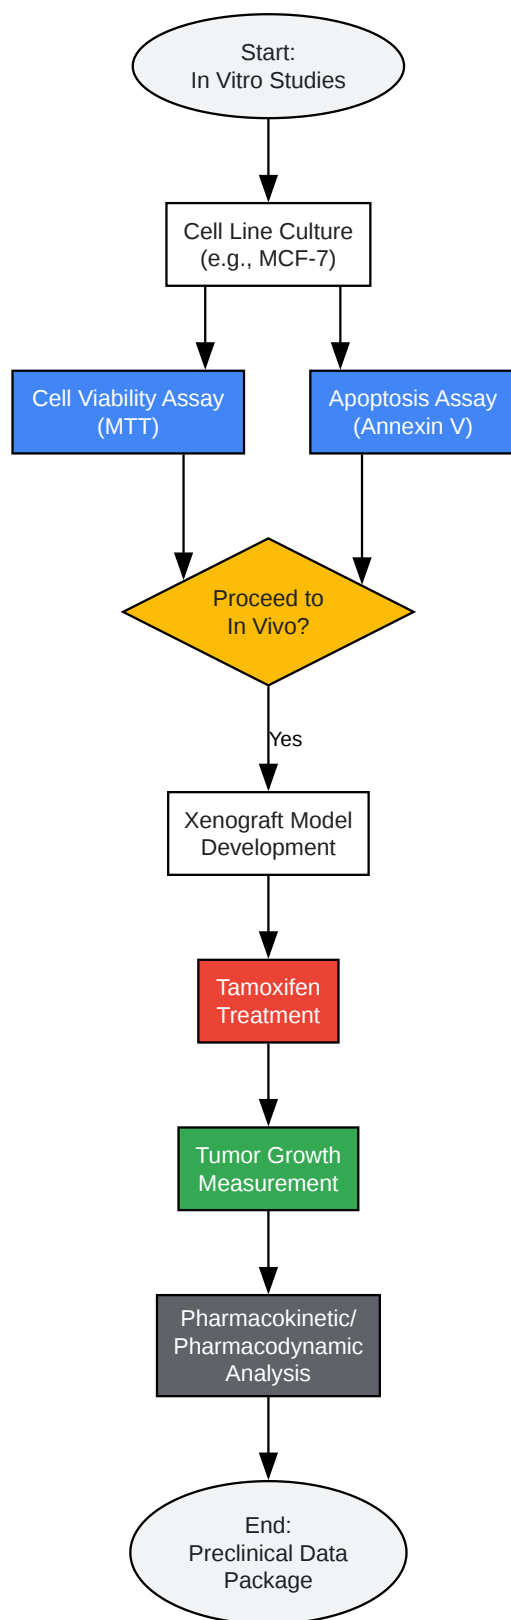 Start:
In Vitro Studies
Cell Line Culture
(e.g., MCF-7)
Cell Viability Assay
(MTT)
Apoptosis Assay
(Annexin V)
Proceed to
In Vivo?
Yes
Xenograft Model
Development
Tamoxifen
Treatment
Tumor Growth
Measurement
Pharmacokinetic/
Pharmacodynamic
Analysis
End:
Preclinical Data
Package